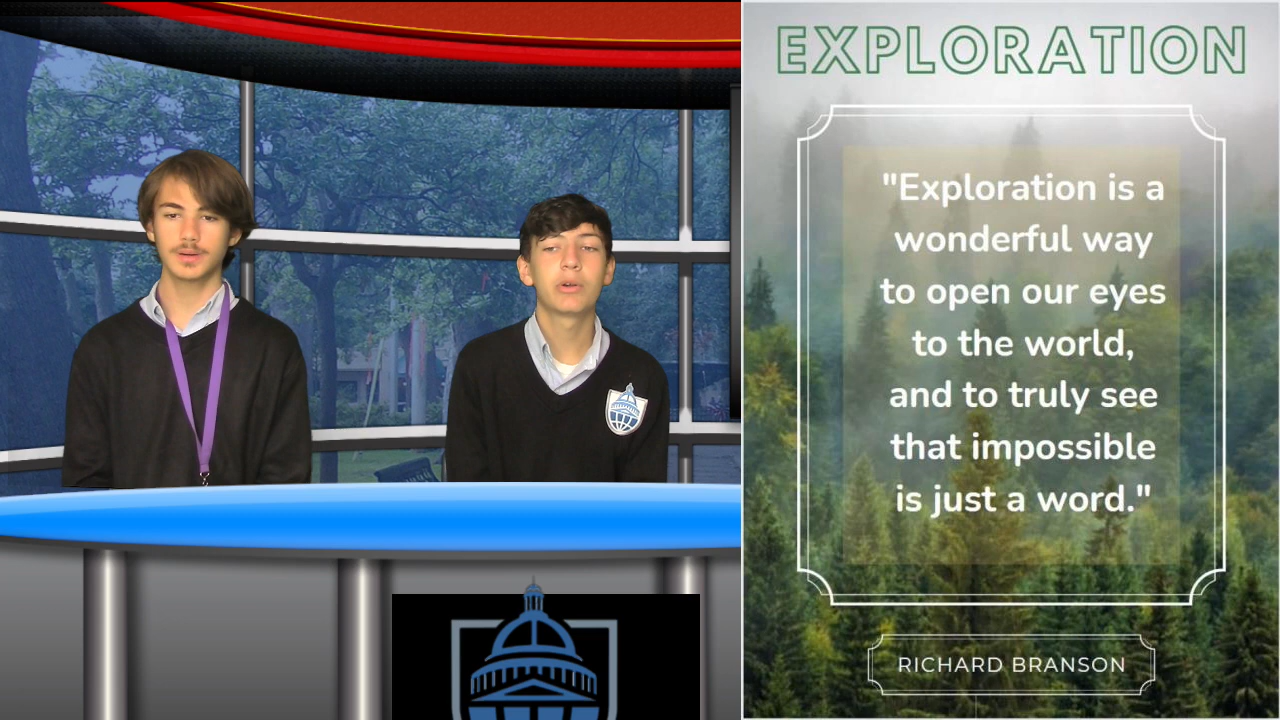 EXPLORATION
"Exploration is a
wonderful way
to open our eyes
to the world,
and to truly see
that impossible
is just a word."
RICHARD BRANSON